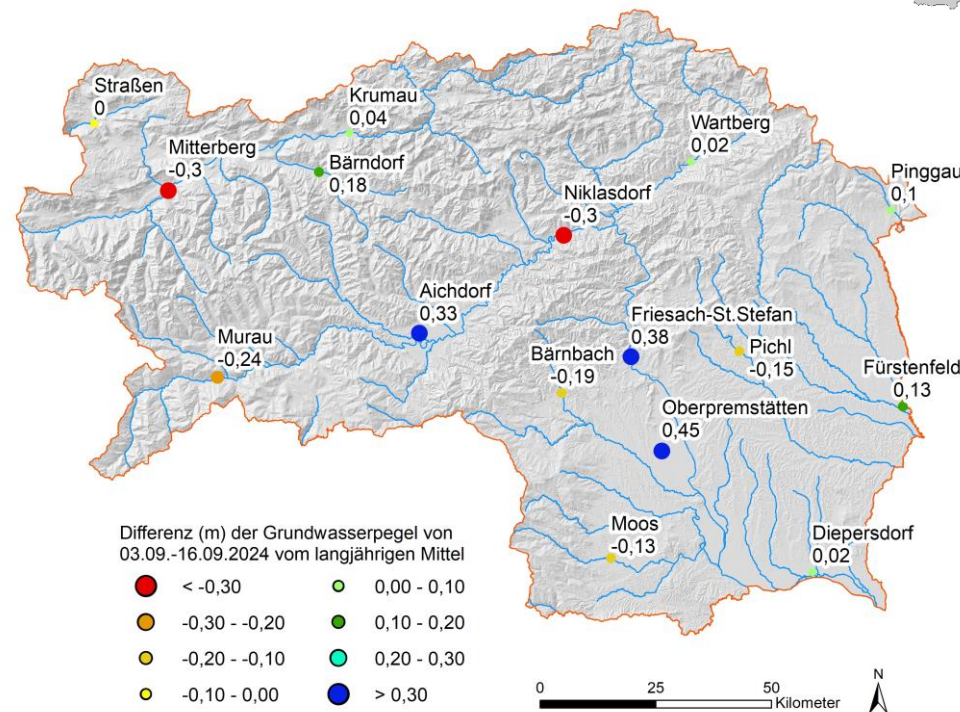 Straßen
0
Krumau
0,04
Wartberg
0,02
Mitterberg
-0,3
Bärndorf
0,18
Pinggau
0,1
Niklasdorf
-0,3
Aichdorf
0,33
Friesach-St.Stefan
0,38
Murau
-0,24
Bärnbach
-0,19
Pichl
-0,15
Fürstenfeld
0,13
Oberpremstätten
0,45
Moos
-0,13
Diepersdorf
0,02
Differenz (m) der Grundwasserpegel von
03.09.-16.09.2024 vom langjährigen Mittel
< -0,30
-0,30 - -0,20
-0,20 - -0,10
-0,10 - 0,00
0,00 - 0,10
0,10 - 0,20
0,20 - 0,30
> 0,30
0 25 50
Kilometer
N